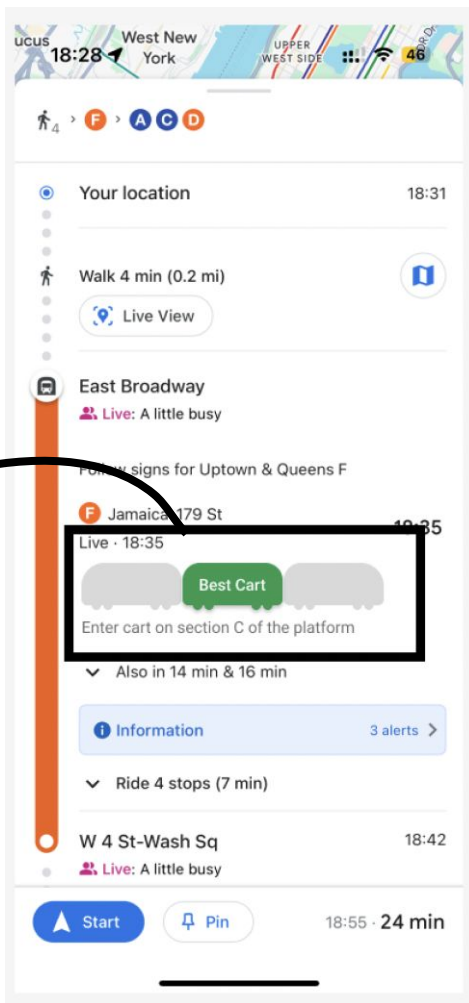 ucus
West New
York
UPPER
WEST SIDE
18:28
46
4 F A C D
Your location 18:31
Walk 4 min (0.2 mi)
Live View
East Broadway
Live: A little busy
Follow signs for Uptown & Queens F
F Jamaica-179 St 18:35
Live · 18:35
Best Cart
Enter cart on section C of the platform
Also in 14 min & 16 min
Information 3 alerts
Ride 4 stops (7 min)
W 4 St-Wash Sq 18:42
Live: A little busy
Start Pin 18:55 · 24 min